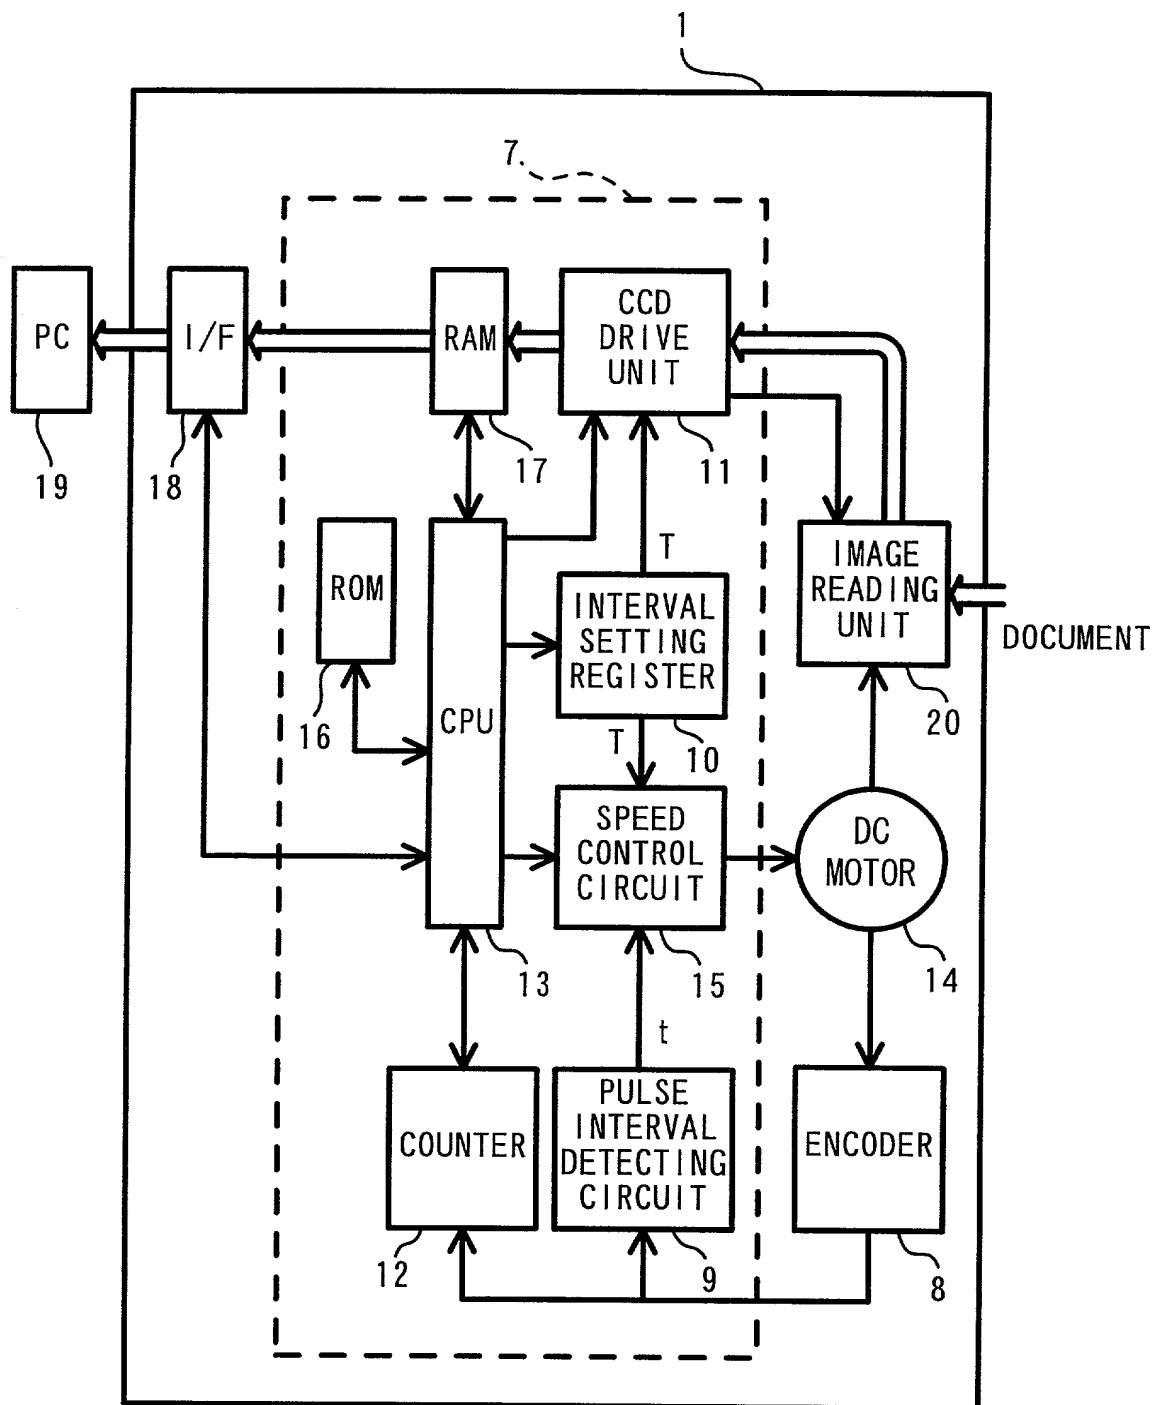 1
7
PC
19
I/F
18
RAM
17
CCD
DRIVE
UNIT
11
ROM
16
CPU
13
T
INTERVAL
SETTING
REGISTER
10
T
IMAGE
READING
UNIT
20
DOCUMENT
SPEED
CONTROL
CIRCUIT
15
DC
MOTOR
14
t
COUNTER
12
PULSE
INTERVAL
DETECTING
CIRCUIT
9
ENCODER
8